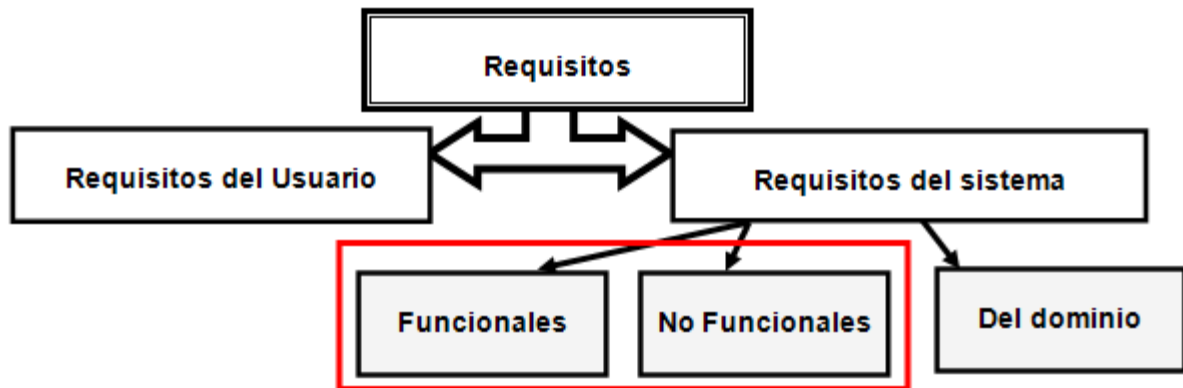 Requisitos
Requisitos del Usuario
Requisitos del sistema
Funcionales
No Funcionales
Del dominio